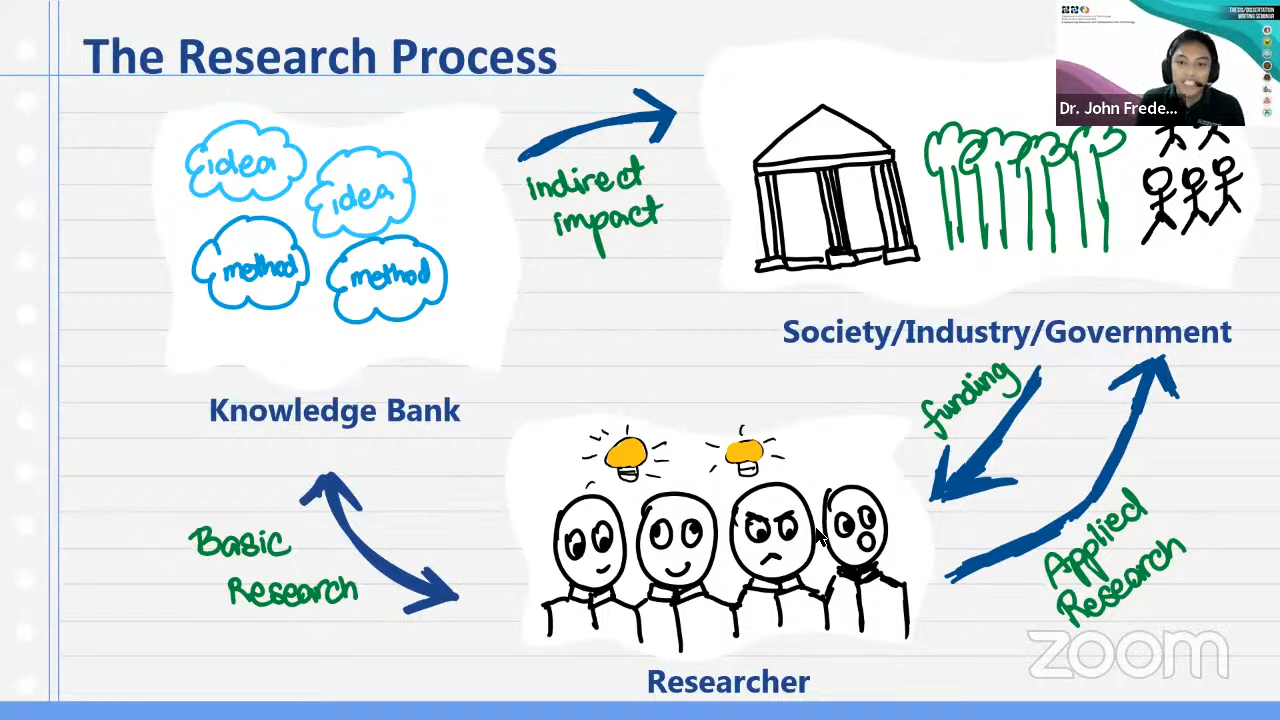 The Research Process
THESIS/DISSERTATION
WRITING SEMINAR
Dr. John Frede...
idea
idea
method
method
indirect
impact
Society/Industry/Government
Knowledge Bank
funding
Basic
Research
Applied
Research
Researcher
zoom